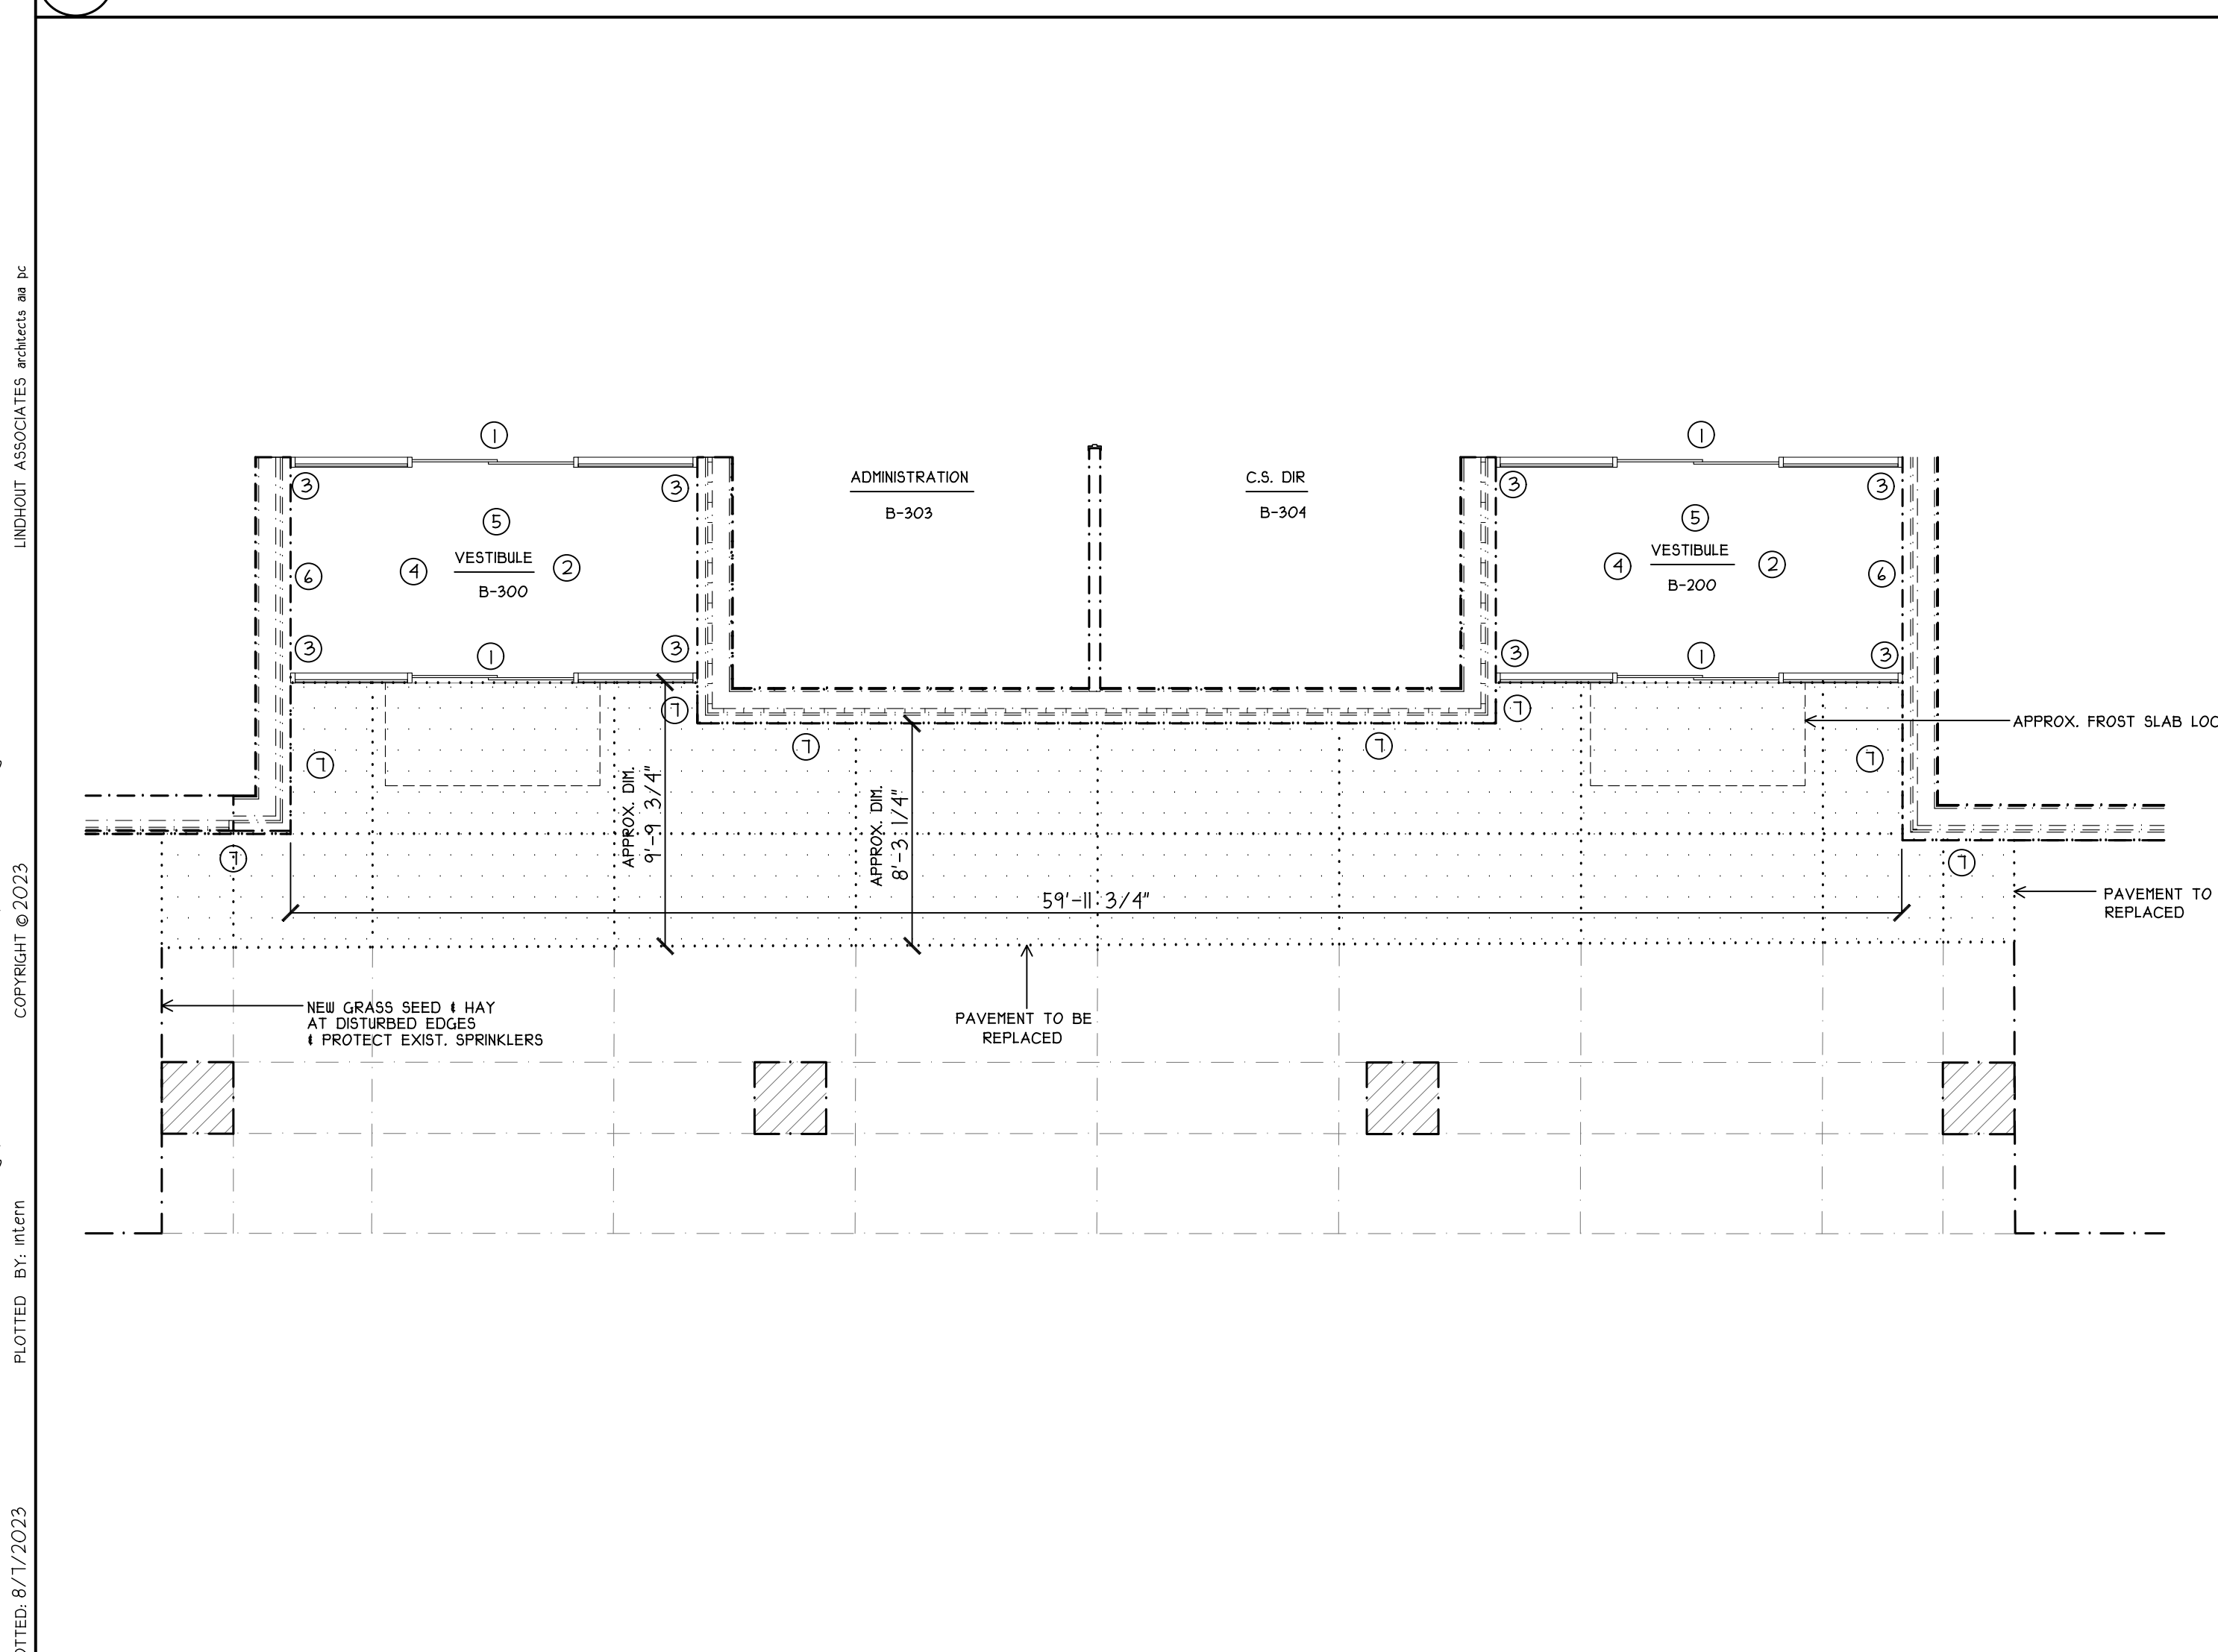 1
1
3
3
ADMINISTRATION
B-303
C.S. DIR
B-304
3
3
5
VESTIBULE
B-300
4
2
6
5
VESTIBULE
B-200
4
2
6
3
3
1
3
3
1
7
7
7
7
7
7
7
7
APPROX. FROST SLAB
APPROX. DIM.
9'-9 3/4"
APPROX. DIM.
8'-3 1/4"
59'-11 3/4"
PAVEMENT TO
REPLACED
NEW GRASS SEED & HAY
AT DISTURBED EDGES
& PROTECT EXIST. SPRINKLERS
PAVEMENT TO BE
REPLACED
LINDHOUT ASSOCIATES architects aia pc
COPYRIGHT © 2023
PLOTTED BY: intern
8/7/2023